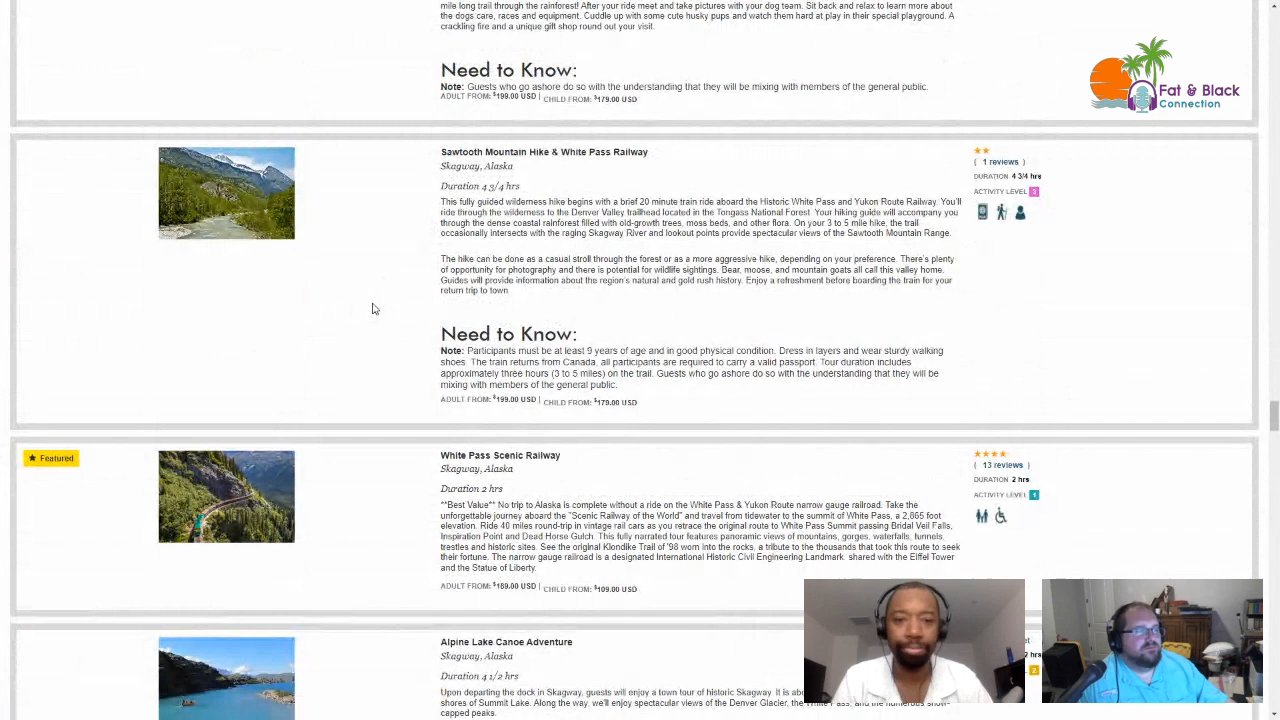 mile long trail through the rainforest! After your ride meet and take pictures with your dog team. Sit back and relax to learn more about
the dogs care, races and equipment. Cuddle up with some cute husky pups and watch them hard at play in their special playground. A
crackling fire and a unique gift shop round out your visit.
Need to Know:
Note: Guests who go ashore do so with the understanding that they will be mixing with members of the general public.
ADULT FROM: $199.00 USD | CHILD FROM: $179.00 USD
Fat & Black
Connection
Sawtooth Mountain Hike & White Pass Railway
Skagway, Alaska
Duration 4 3/4 hrs
This fully guided wilderness hike begins with a brief 20 minute train ride aboard the Historic White Pass and Yukon Route Railway. You'll
ride through the wilderness to the Denver Valley trailhead located in the Tongass National Forest. Your hiking guide will accompany you
through the dense coastal rainforest filled with old-growth trees, moss beds, and other flora. On your 3 to 5 mile hike, the trail
occasionally intersects with the raging Skagway River and lookout points provide spectacular views of the Sawtooth Mountain Range.
The hike can be done as a casual stroll through the forest or as a more aggressive hike, depending on your preference. There's plenty
of opportunity for photography and there is potential for wildlife sightings. Bear, moose, and mountain goats all call this valley home.
Guides will provide information about the region's natural and gold rush history. Enjoy a refreshment before boarding the train for your
return trip to town.
Need to Know:
Note: Participants must be at least 9 years of age and in good physical condition. Dress in layers and wear sturdy walking
shoes. The train returns from Canada, all participants are required to carry a valid passport. Tour duration includes
approximately three hours (3 to 5 miles) on the trail. Guests who go ashore do so with the understanding that they will be
mixing with members of the general public.
ADULT FROM: $199.00 USD | CHILD FROM: $179.00 USD
( 1 reviews )
DURATION 4 3/4 hrs
ACTIVITY LEVEL 3
Featured
White Pass Scenic Railway
Skagway, Alaska
Duration 2 hrs
**Best Value** No trip to Alaska is complete without a ride on the White Pass & Yukon Route narrow gauge railroad. Take the
unforgettable journey aboard the "Scenic Railway of the World" and travel from tidewater to the summit of White Pass, a 2,865 foot
elevation. Ride 40 miles round-trip in vintage rail cars as you retrace the original route to White Pass Summit passing Bridal Veil Falls,
Inspiration Point and Dead Horse Gulch. This fully narrated tour features panoramic views of mountains, gorges, waterfalls, tunnels,
trestles and historic sites. See the original Klondike Trail of '98 worn into the rocks, a tribute to the thousands that took this route to seek
their fortune. The narrow gauge railroad is a designated International Historic Civil Engineering Landmark, shared with the Eiffel Tower
and the Statue of Liberty.
ADULT FROM: $189.00 USD | CHILD FROM: $109.00 USD
( 13 reviews )
DURATION 2 hrs
ACTIVITY LEVEL 1
Alpine Lake Canoe Adventure
Skagway, Alaska
Duration 4 1/2 hrs
Upon departing the dock in Skagway, guests will enjoy a town tour of historic Skagway. It is
shores of Summit Lake. Along the way, we'll enjoy spectacular views of the Denver Glacier, the White Pass, and the numerous snow-
capped peaks.
2 hrs
2